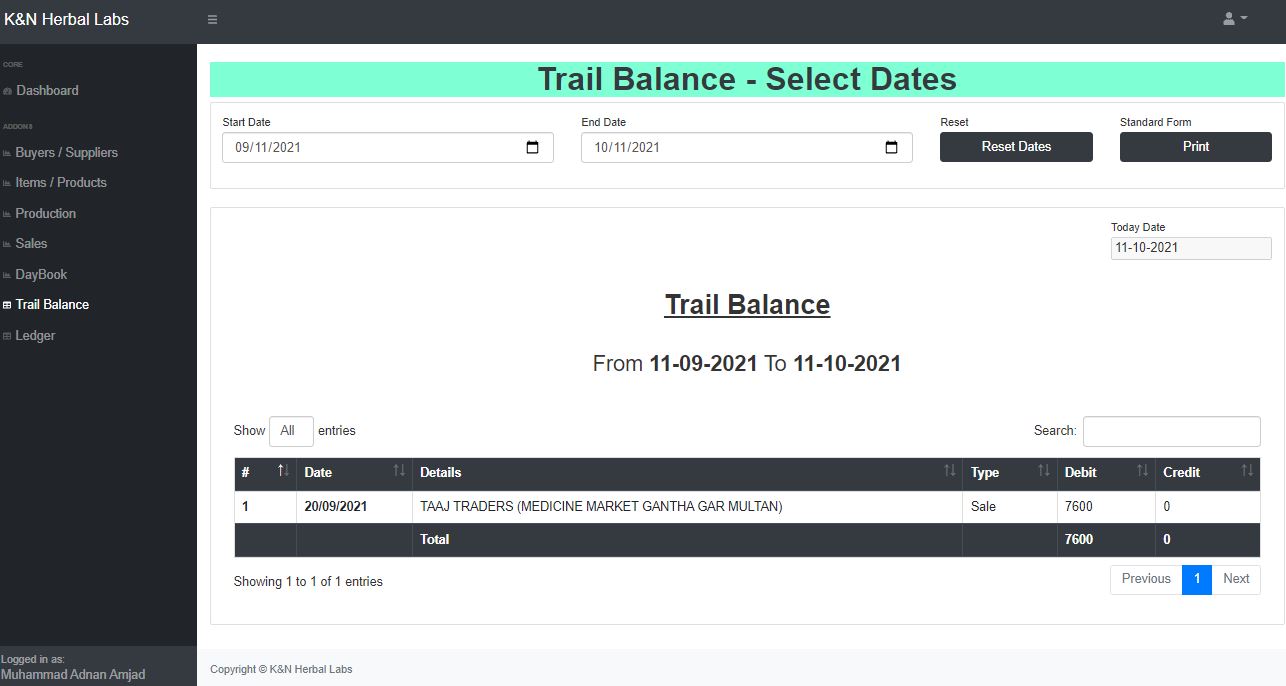 K&N Herbal Labs
CORE
Dashboard
ADDONS
Buyers / Suppliers
Items / Products
Production
Sales
DayBook
Trail Balance
Ledger
Logged in as:
Muhammad Adnan Amjad
Trail Balance - Select Dates
Start Date End Date Reset Standard Form
09/11/2021 10/11/2021 Reset Dates Print
Today Date
11-10-2021
Trail Balance
From 11-09-2021 To 11-10-2021
Show All entries Search:
# Date Details Type Debit Credit
1 20/09/2021 TAAJ TRADERS (MEDICINE MARKET GANTHA GAR MULTAN) Sale 7600 0
Total 7600 0
Showing 1 to 1 of 1 entries Previous 1 Next
Copyright © K&N Herbal Labs